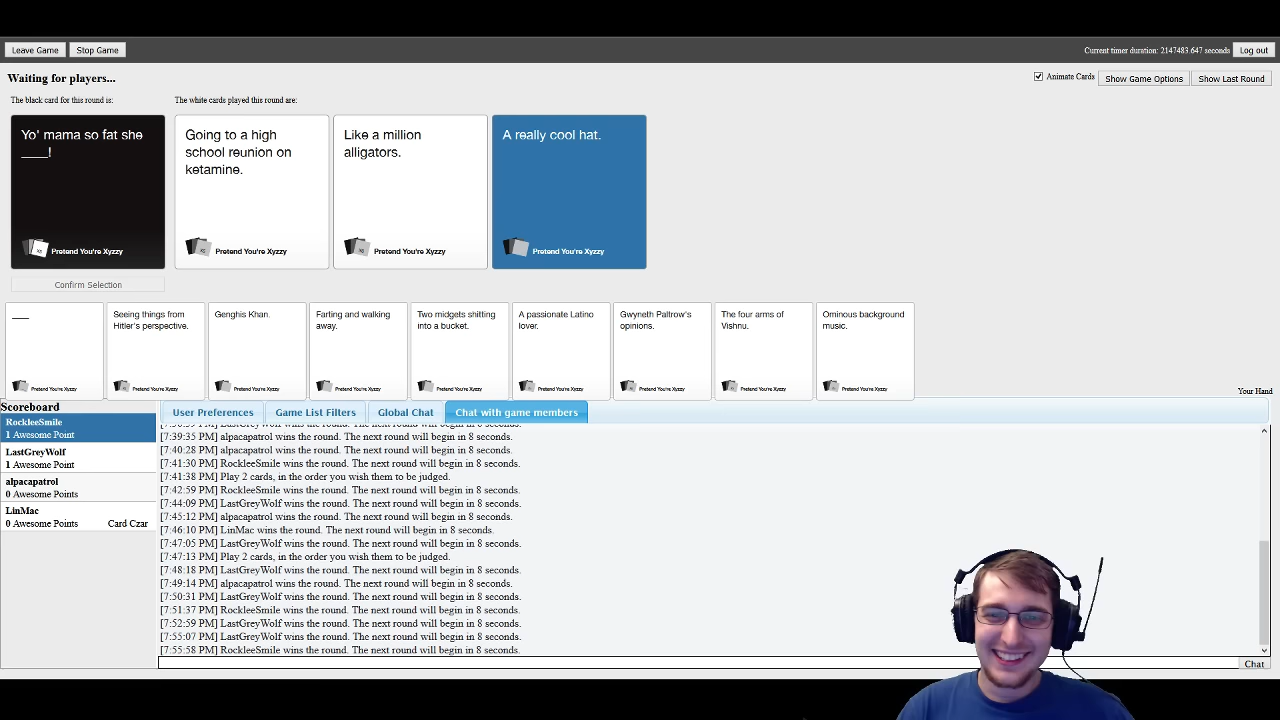 Leave Game
Stop Game
Current timer duration: 2147483.647 seconds
Log out
Waiting for players...
Animate Cards
Show Game Options
Show Last Round
The black card for this round is:
The white cards played this round are:
Yo' mama so fat she
____!
Pretend You're Xyzzy
Going to a high
school reunion on
ketamine.
Pretend You're Xyzzy
Like a million
alligators.
Pretend You're Xyzzy
A really cool hat.
Pretend You're Xyzzy
Confirm Selection
____
Pretend You're Xyzzy
Seeing things from
Hitler's perspective.
Pretend You're Xyzzy
Genghis Khan.
Pretend You're Xyzzy
Farting and walking
away.
Pretend You're Xyzzy
Two midgets shitting
into a bucket.
Pretend You're Xyzzy
A passionate Latino
lover.
Pretend You're Xyzzy
Gwyneth Paltrow's
opinions.
Pretend You're Xyzzy
The four arms of
Vishnu.
Pretend You're Xyzzy
Ominous background
music.
Pretend You're Xyzzy
Your Hand
Scoreboard
RockleeSmile
1 Awesome Point
LastGreyWolf
1 Awesome Point
alpacapatrol
0 Awesome Points
LinMac
0 Awesome Points Card Czar
User Preferences
Game List Filters
Global Chat
Chat with game members
[7:39:35 PM] alpacapatrol wins the round. The next round will begin in 8 seconds.
[7:40:28 PM] alpacapatrol wins the round. The next round will begin in 8 seconds.
[7:41:30 PM] RockleeSmile wins the round. The next round will begin in 8 seconds.
[7:41:38 PM] Play 2 cards, in the order you wish them to be judged.
[7:42:59 PM] RockleeSmile wins the round. The next round will begin in 8 seconds.
[7:44:09 PM] LastGreyWolf wins the round. The next round will begin in 8 seconds.
[7:45:12 PM] alpacapatrol wins the round. The next round will begin in 8 seconds.
[7:46:10 PM] LinMac wins the round. The next round will begin in 8 seconds.
[7:47:05 PM] LastGreyWolf wins the round. The next round will begin in 8 seconds.
[7:47:13 PM] Play 2 cards, in the order you wish them to be judged.
[7:48:18 PM] LastGreyWolf wins the round. The next round will begin in 8 seconds.
[7:49:14 PM] alpacapatrol wins the round. The next round will begin in 8 seconds.
[7:50:31 PM] LastGreyWolf wins the round. The next round will begin in 8 seconds.
[7:51:37 PM] RockleeSmile wins the round. The next round will begin in 8 seconds.
[7:52:59 PM] LastGreyWolf wins the round. The next round will begin in 8 seconds.
[7:55:07 PM] LastGreyWolf wins the round. The next round will begin in 8 seconds.
[7:55:58 PM] RockleeSmile wins the round. The next round will begin in 8 seconds.
Chat